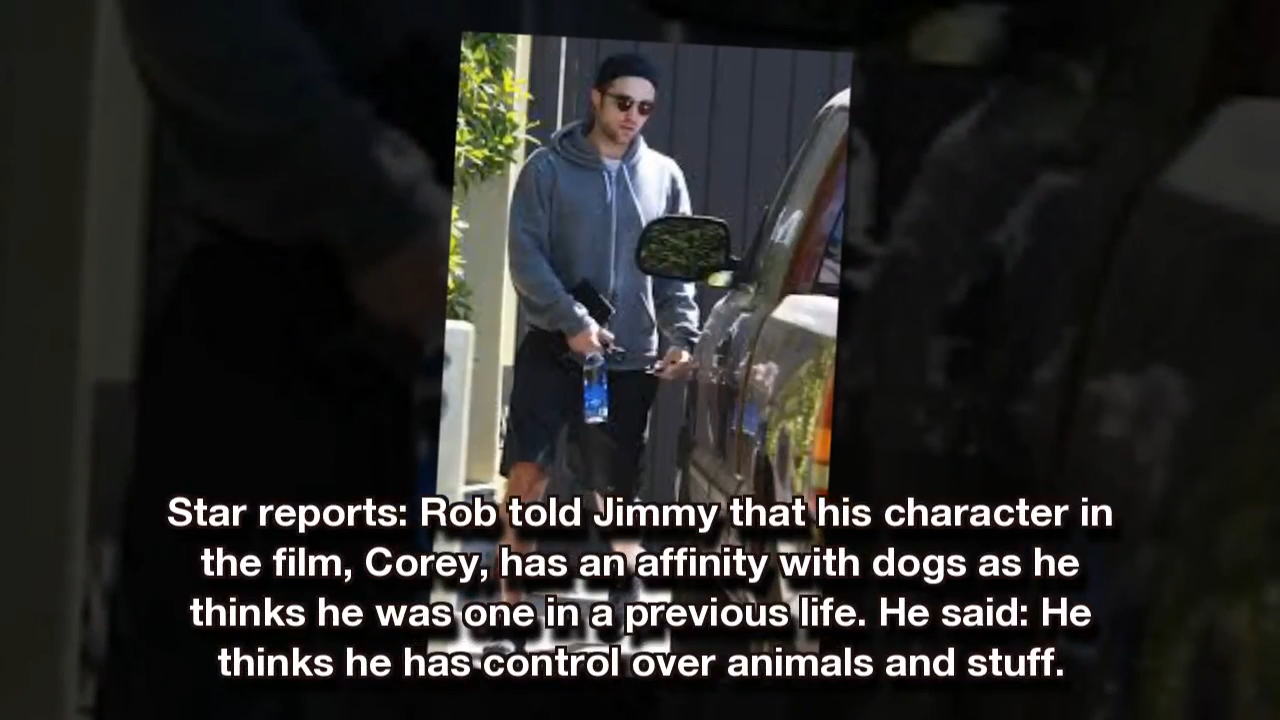 Star reports: Rob told Jimmy that his character in
the film, Corey, has an affinity with dogs as he
thinks he was one in a previous life. He said: He
thinks he has control over animals and stuff.